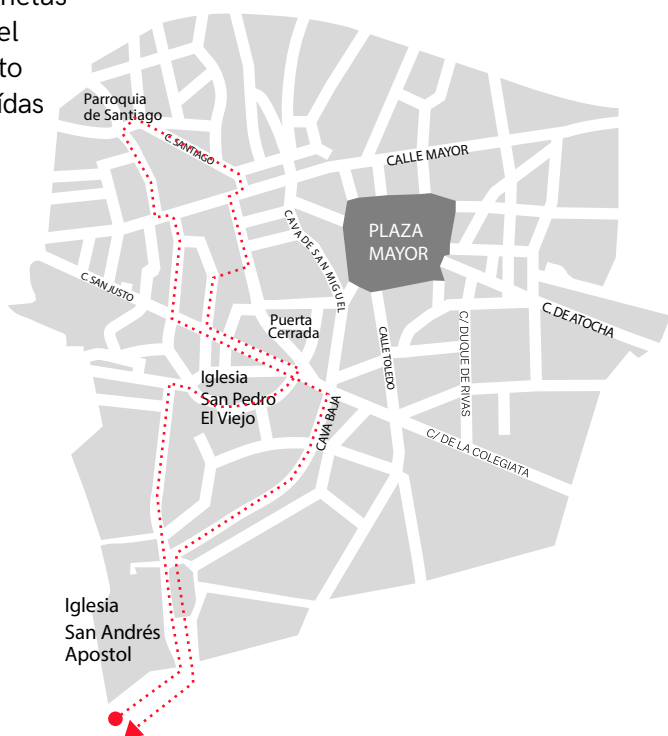 el
Parroquia
de Santiago
C. SANTIAGO
CALLE MAYOR
CAVA DE SAN MIGUEL
PLAZA
MAYOR
C. SAN JUSTO
Puerta
Cerrada
CALLE TOLEDO
C/ DUQUE DE RIVAS
C. DE ATOCHA
Iglesia
San Pedro
El Viejo
CAVA BAJA
C/ DE LA COLEGIATA
Iglesia
San Andrés
Apostol